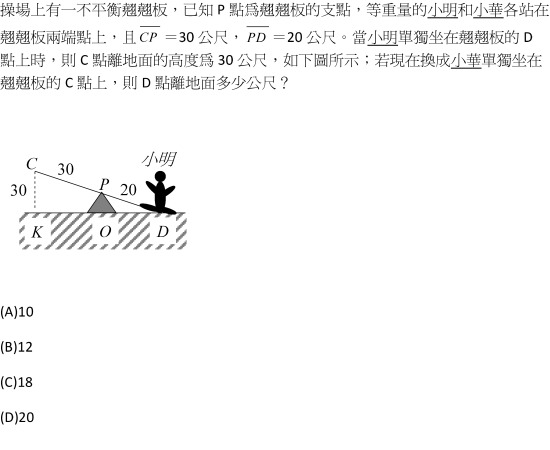 操場上有一不平衡翹翹板，已知 P 點為翹翹板的支點，等重量的小明和小華各站在
翹翹板兩端點上，且 CP =30 公尺， PD =20 公尺。當小明單獨坐在翹翹板的 D
點上時，則 C 點離地面的高度為 30 公尺，如下圖所示；若現在換成小華單獨坐在
翹翹板的 C 點上，則 D 點離地面多少公尺？
小明
C 30
P
30 20
K O D
(A)10
(B)12
(C)18
(D)20